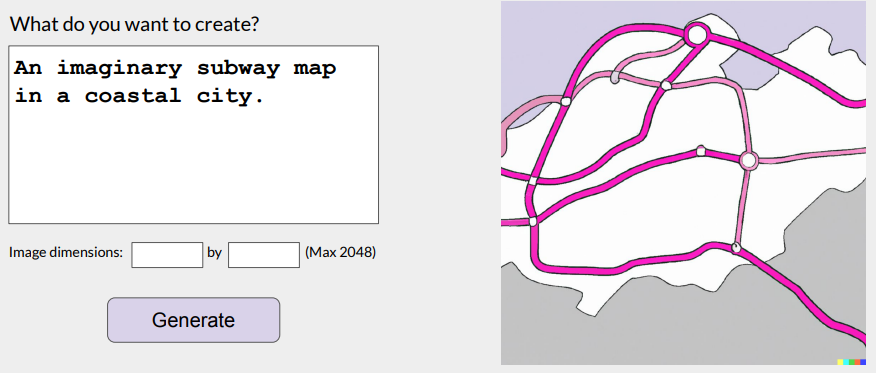 What do you want to create?
An imaginary subway map
in a coastal city.
Image dimensions: by (Max 2048)
Generate